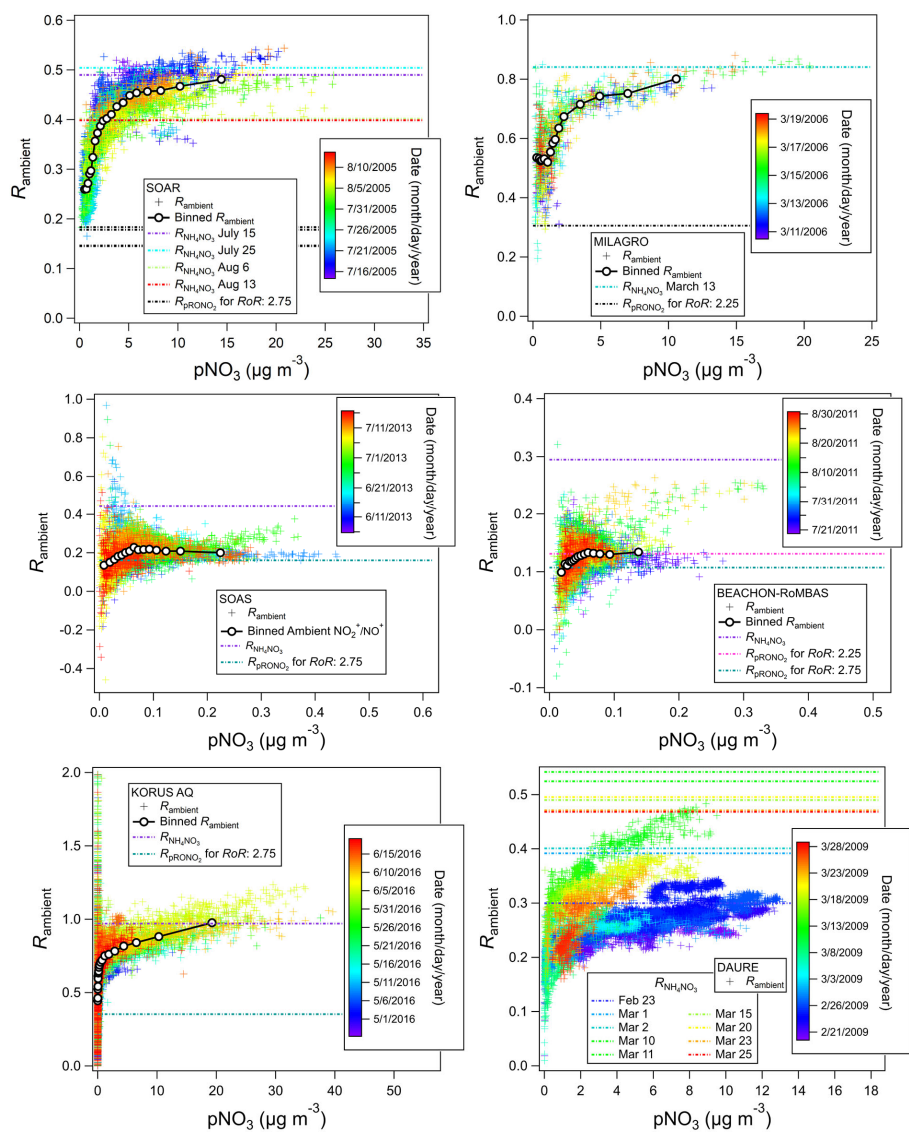 0.6
0.5
0.4
0.3
0.2
0.1
0.0
R_ambient
0
5
10
15
20
25
30
35
pNO₃ (µg m⁻³)
SOAR
R_ambient
Binned R_ambient
R_NH₄NO₃ July 15
R_NH₄NO₃ July 25
R_NH₄NO₃ Aug 6
R_NH₄NO₃ Aug 13
R_pRONO₂ for RoR: 2.75
8/10/2005
8/5/2005
7/31/2005
7/26/2005
7/21/2005
7/16/2005
Date (month/day/year)
1.0
0.8
0.6
0.4
0.2
0.0
R_ambient
0
5
10
15
20
25
pNO₃ (µg m⁻³)
MILAGRO
R_ambient
Binned R_ambient
R_NH₄NO₃ March 13
R_pRONO₂ for RoR: 2.25
3/19/2006
3/17/2006
3/15/2006
3/13/2006
3/11/2006
Date (month/day/year)
1.0
0.8
0.6
0.4
0.2
0.0
-0.2
-0.4
R_ambient
0.0
0.1
0.2
0.3
0.4
0.5
0.6
pNO₃ (µg m⁻³)
SOAS
R_ambient
Binned Ambient NO₂⁺/NO⁺
R_NH₄NO₃
R_pRONO₂ for RoR: 2.75
7/11/2013
7/1/2013
6/21/2013
6/11/2013
Date (month/day/year)
0.4
0.3
0.2
0.1
0.0
-0.1
R_ambient
0.0
0.1
0.2
0.3
0.4
0.5
pNO₃ (µg m⁻³)
BEACHON-RoMBAS
R_ambient
Binned R_ambient
R_NH₄NO₃
R_pRONO₂ for RoR: 2.25
R_pRONO₂ for RoR: 2.75
8/30/2011
8/20/2011
8/10/2011
7/31/2011
7/21/2011
Date (month/day/year)
2.0
1.5
1.0
0.5
0.0
R_ambient
0
10
20
30
40
50
pNO₃ (µg m⁻³)
KORUS AQ
R_ambient
Binned R_ambient
R_NH₄NO₃
R_pRONO₂ for RoR: 2.75
6/15/2016
6/10/2016
6/5/2016
5/31/2016
5/26/2016
5/21/2016
5/16/2016
5/11/2016
5/6/2016
5/1/2016
Date (month/day/year)
0.5
0.4
0.3
0.2
0.1
0.0
R_ambient
0
2
4
6
8
10
12
14
16
18
pNO₃ (µg m⁻³)
DAURE
R_ambient
R_NH₄NO₃
Feb 23
Mar 1
Mar 2
Mar 10
Mar 11
Mar 15
Mar 20
Mar 23
Mar 25
3/28/2009
3/23/2009
3/18/2009
3/13/2009
3/8/2009
3/3/2009
2/26/2009
2/21/2009
Date (month/day/year)